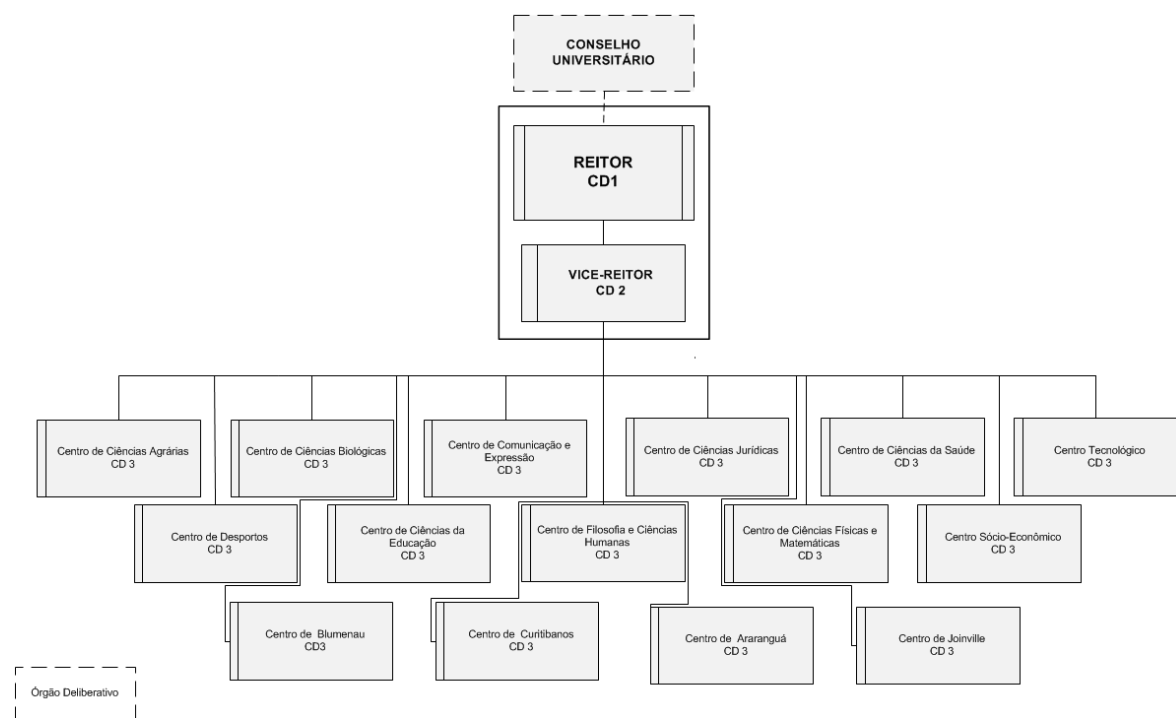 CONSELHO
UNIVERSITÁRIO
REITOR
CD1
VICE-REITOR
CD 2
Centro de Ciências Agrárias
CD 3
Centro de Ciências Biológicas
CD 3
Centro de Comunicação e
Expressão
CD 3
Centro de Ciências Jurídicas
CD 3
Centro de Ciências da Saúde
CD 3
Centro Tecnológico
CD 3
Centro de Desportos
CD 3
Centro de Ciências da
Educação
CD 3
Centro de Filosofia e Ciências
Humanas
CD 3
Centro de Ciências Físicas e
Matemáticas
CD 3
Centro Sócio-Econômico
CD 3
Centro de Blumenau
CD3
Centro de Curitibanos
CD 3
Centro de Araranguá
CD 3
Centro de Joinville
CD 3
Órgão Deliberativo